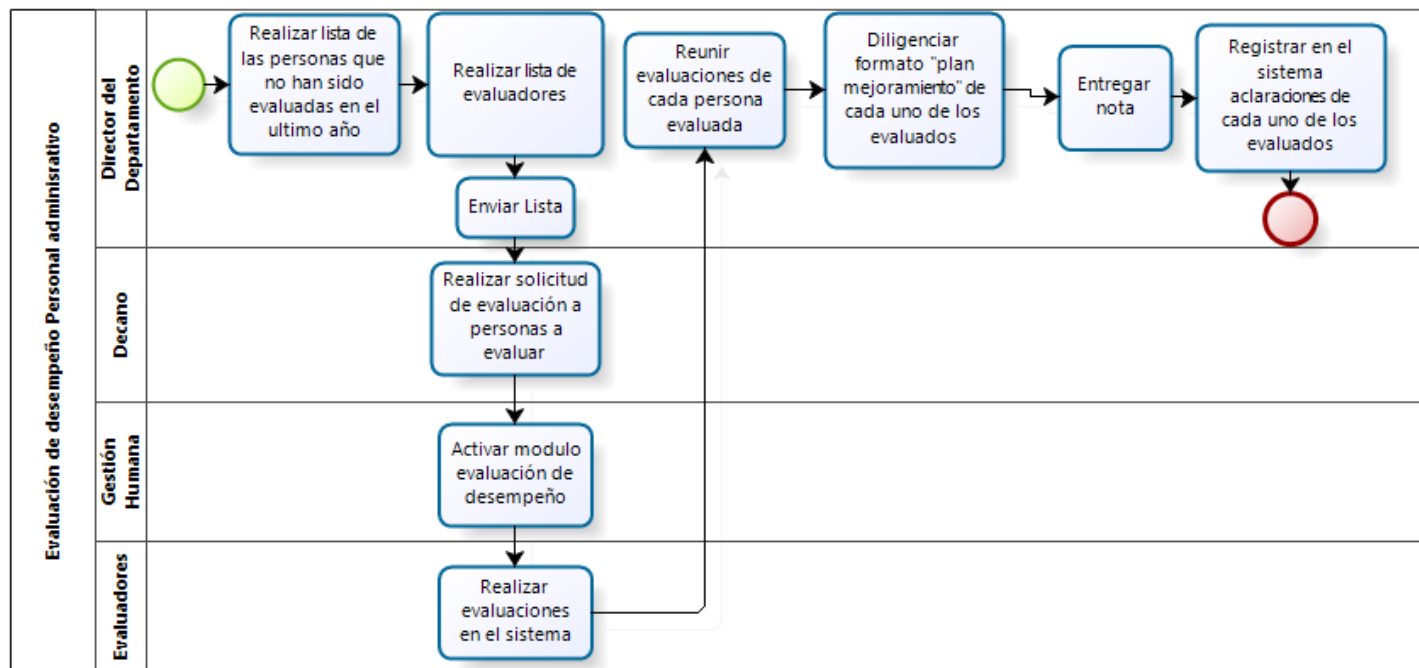 Evaluación de desempeño Personal administrativo
Director del
Departamento
Realizar lista de
las personas que
no han sido
evaluadas en el
ultimo año
Realizar lista de
evaluadores
Enviar Lista
Reunir
evaluaciones de
cada persona
evaluada
Diligenciar
formato "plan
mejoramiento" de
cada uno de los
evaluados
Entregar
nota
Registrar en el
sistema
aclaraciones de
cada uno de los
evaluados
Decano
Realizar solicitud
de evaluación a
personas a
evaluar
Gestión
Humana
Activar modulo
evaluación de
desempeño
Evaluadores
Realizar
evaluaciones
en el sistema